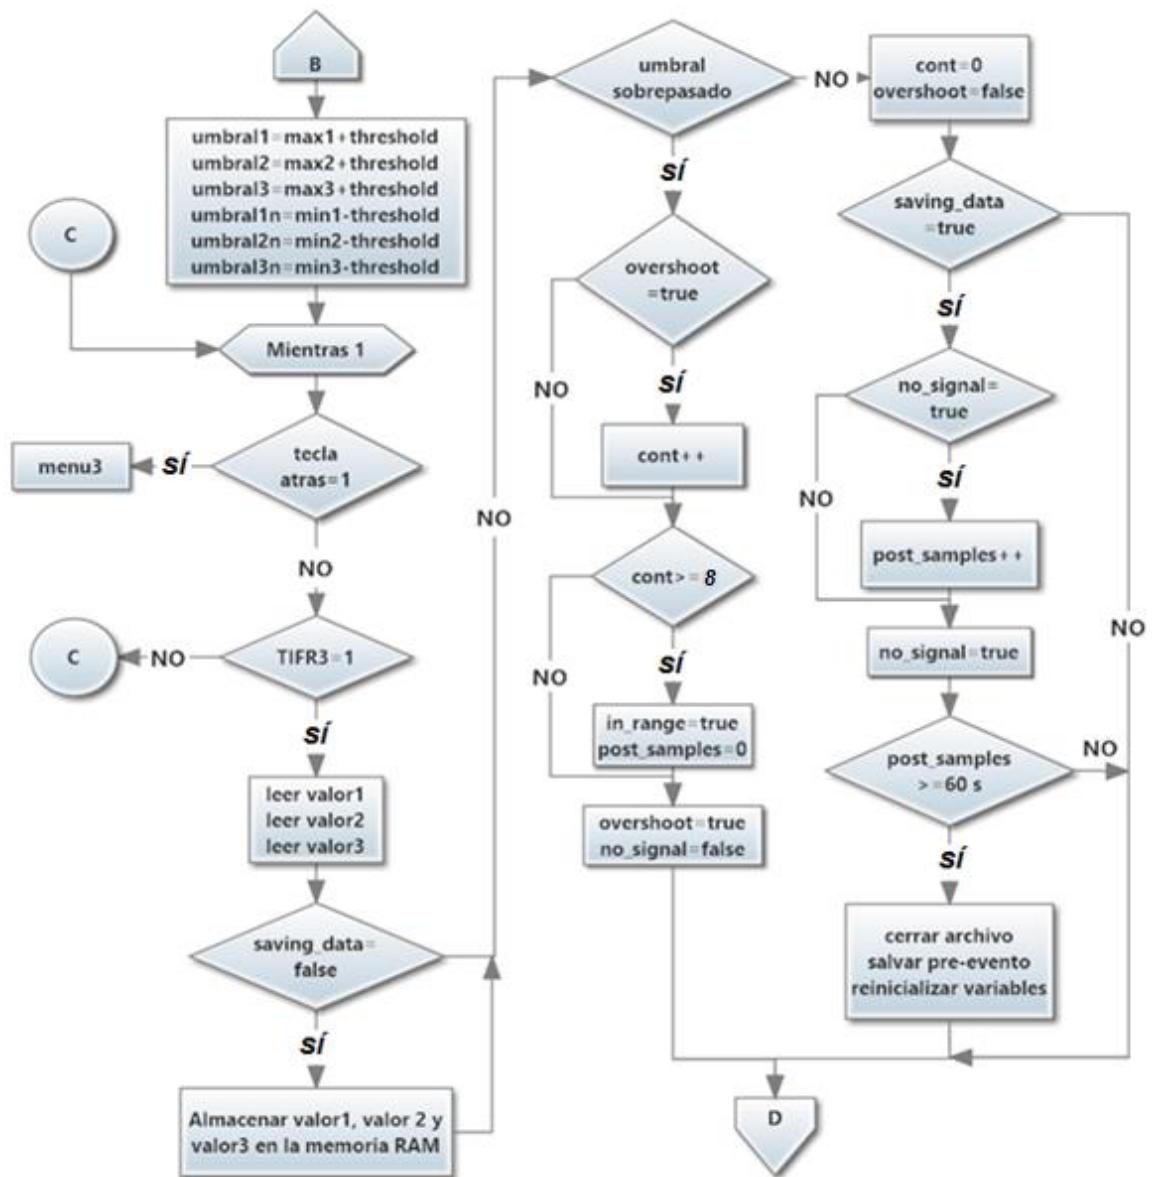 B
umbral1=max1+threshold
umbral2=max2+threshold
umbral3=max3+threshold
umbral1n=min1-threshold
umbral2n=min2-threshold
umbral3n=min3-threshold
C
Mientras 1
tecla
atras=1
SÍ
menu3
NO
TIFR3=1
NO
C
SÍ
leer valor1
leer valor2
leer valor3
saving_data=
false
NO
SÍ
Almacenar valor1, valor 2 y
valor3 en la memoria RAM
umbral
sobrepasado
NO
SÍ
overshoot
=true
NO
SÍ
cont++
cont>=8
NO
SÍ
in_range=true
post_samples=0
overshoot=true
no_signal=false
cont=0
overshoot=false
saving_data
=true
SÍ
NO
no_signal=
true
NO
SÍ
post_samples++
no_signal=true
post_samples
>=60 s
NO
SÍ
cerrar archivo
salvar pre-evento
reinicializar variables
D